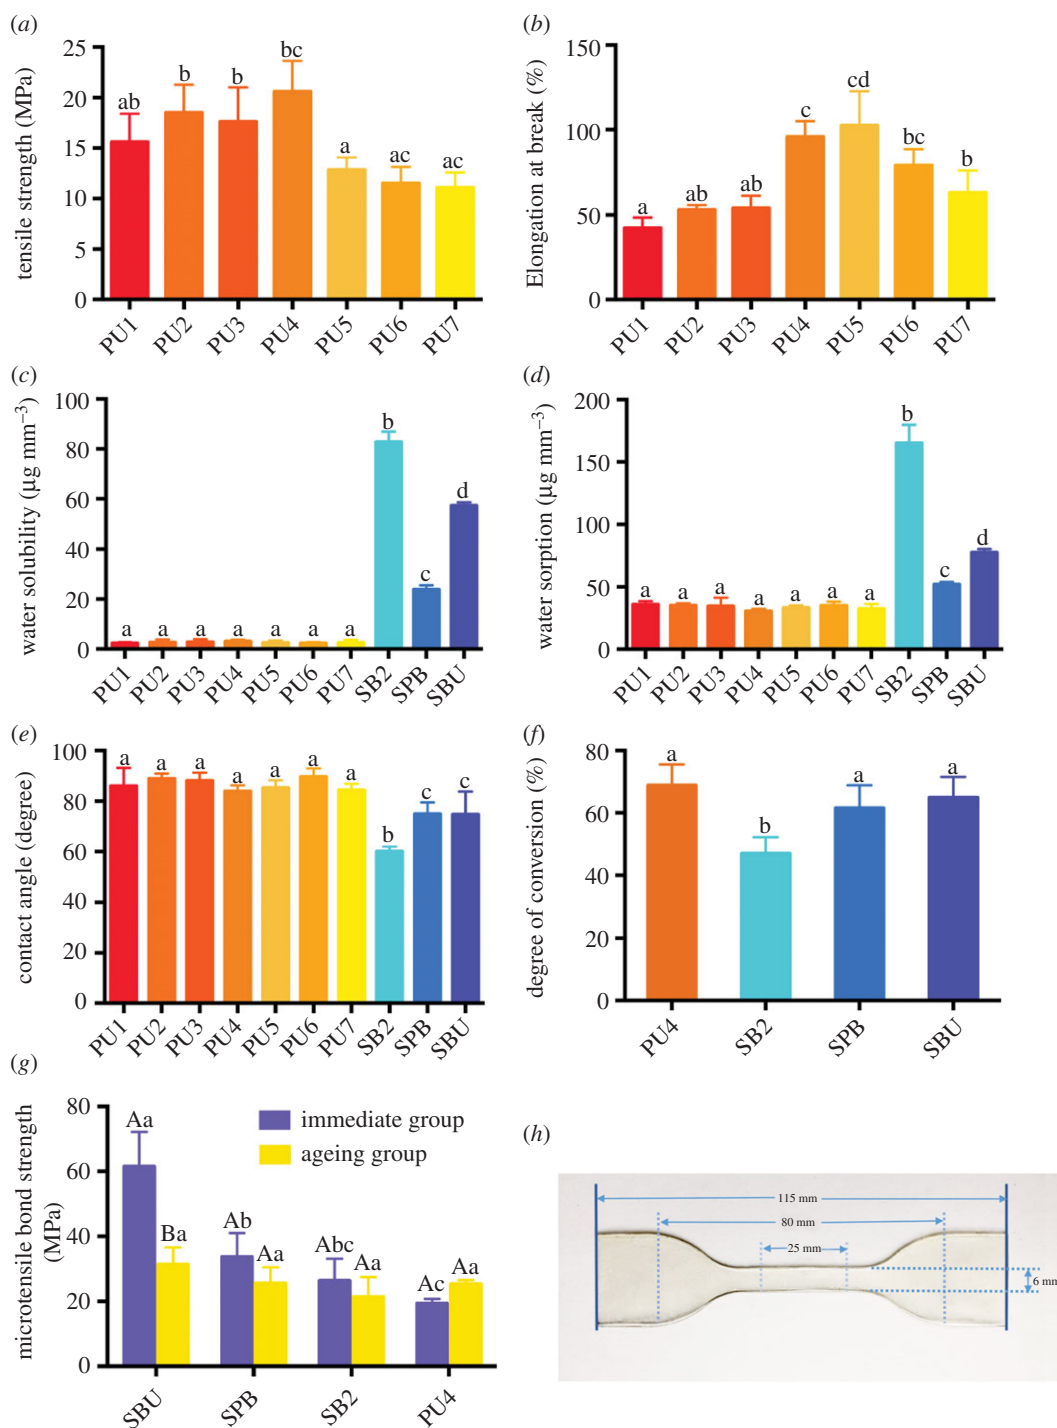 (a)
tensile strength (MPa)
25
20
15
10
5
0
ab
b
b
bc
a
ac
ac
PU1
PU2
PU3
PU4
PU5
PU6
PU7
(b)
Elongation at break (%)
150
100
50
0
a
ab
ab
c
cd
bc
b
PU1
PU2
PU3
PU4
PU5
PU6
PU7
(c)
water solubility (µg mm⁻³)
100
80
60
40
20
0
a
a
a
a
a
a
a
b
c
d
PU1
PU2
PU3
PU4
PU5
PU6
PU7
SB2
SPB
SBU
(d)
water sorption (µg mm⁻³)
200
150
100
50
0
a
a
a
a
a
a
a
b
c
d
PU1
PU2
PU3
PU4
PU5
PU6
PU7
SB2
SPB
SBU
(e)
contact angle (degree)
100
80
60
40
20
0
a
a
a
a
a
a
a
b
c
c
PU1
PU2
PU3
PU4
PU5
PU6
PU7
SB2
SPB
SBU
(f)
degree of conversion (%)
80
60
40
20
0
a
b
a
a
PU4
SB2
SPB
SBU
(g)
microtensile bond strength
(MPa)
80
60
40
20
0
immediate group
ageing group
Aa
Ba
Ab
Aa
Abc
Aa
Ac
Aa
SBU
SPB
SB2
PU4
(h)
115 mm
80 mm
25 mm
6 mm